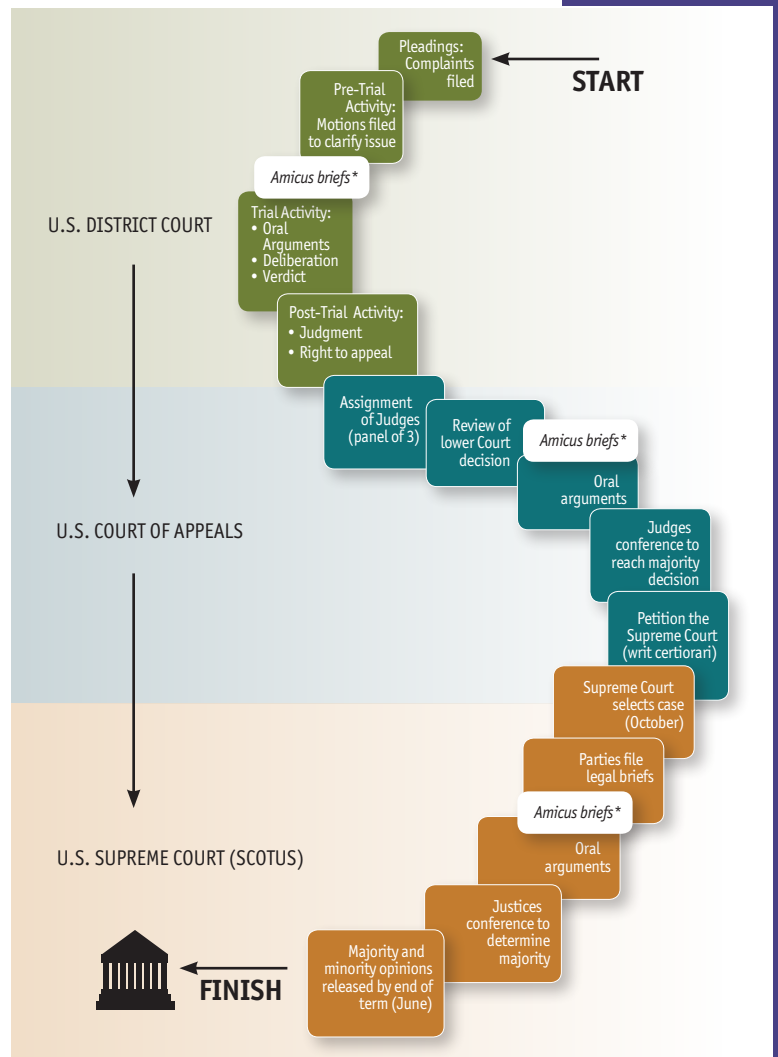 Pleadings:
Complaints
filed
START
Pre-Trial
Activity:
Motions filed
to clarify issue
Amicus briefs*
U.S. DISTRICT COURT
Trial Activity:
• Oral
Arguments
• Deliberation
• Verdict
Post-Trial Activity:
• Judgment
• Right to appeal
Assignment
of Judges
(panel of 3)
Review of
lower Court
decision
Amicus briefs*
Oral
arguments
U.S. COURT OF APPEALS
Judges
conference to
reach majority
decision
Petition the
Supreme Court
(writ certiorari)
Supreme Court
selects case
(October)
Parties file
legal briefs
Amicus briefs*
Oral
arguments
U.S. SUPREME COURT (SCOTUS)
Justices
conference to
determine
majority
Majority and
minority opinions
released by end of
term (June)
FINISH